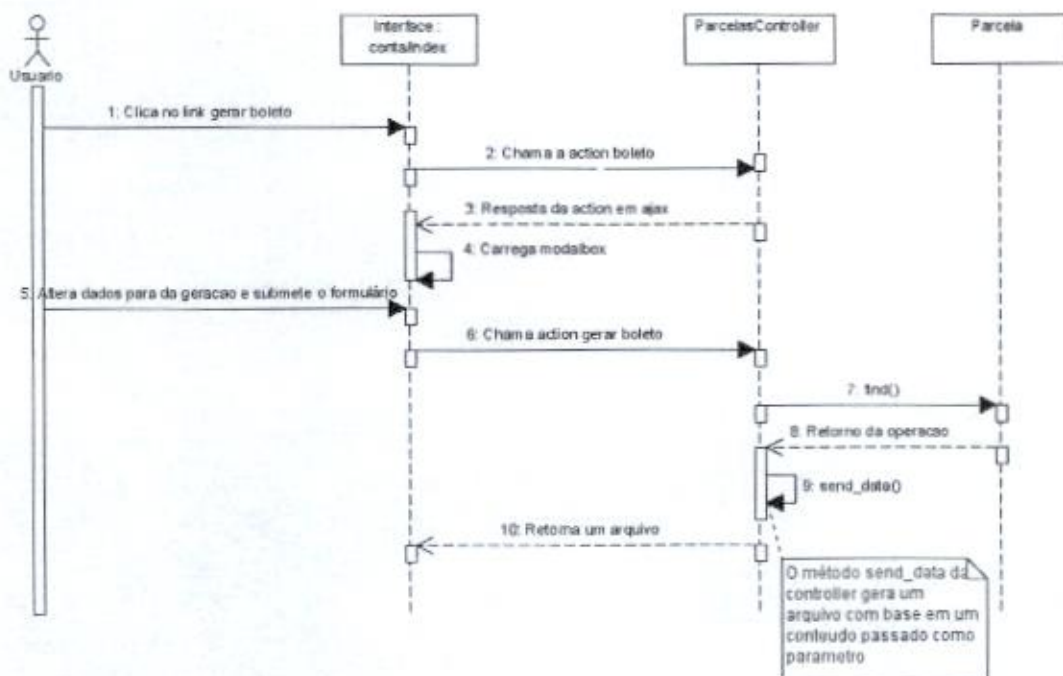 Interface :
contaIndex
ParcelasController
Parcela
Usuario
1: Clica no link gerar boleto
2: Chama a action boleto
3: Resposta da action em ajax
4: Carrega modalbox
5: Altera dados para da geracao e submete o formulário
6: Chama action gerar boleto
7: find()
8: Retorno da operacao
9: send_data()
10: Retorna um arquivo
O método send_data da
controller gera um
arquivo com base em um
conteudo passado como
parametro